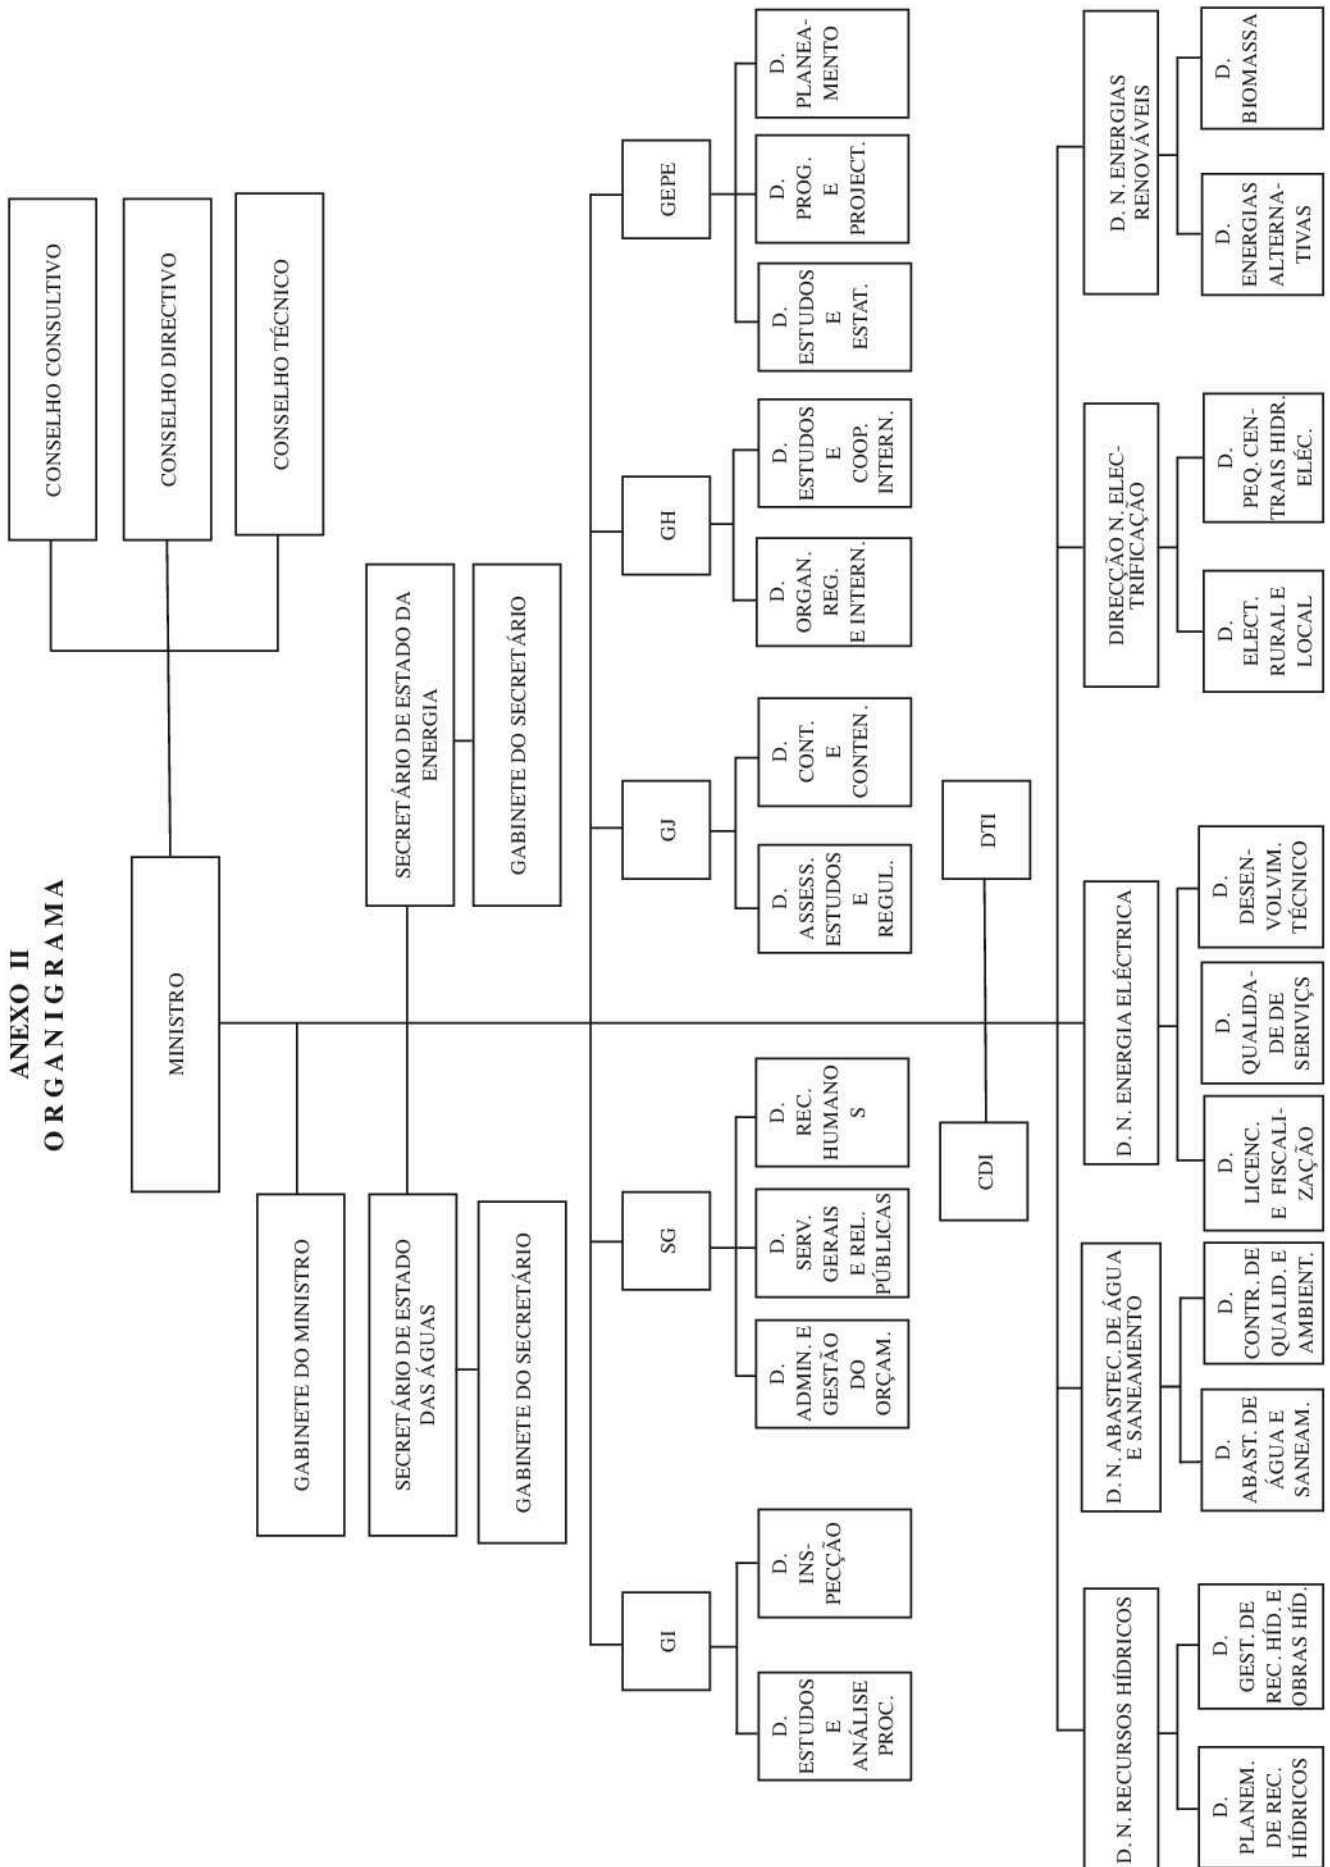 ANEXO II
ORGANIGRAMA
CONSELHO CONSULTIVO
CONSELHO DIRECTIVO
CONSELHO TÉCNICO
MINISTRO
GABINETE DO MINISTRO
SECRETÁRIO DE ESTADO
DAS ÁGUAS
GABINETE DO SECRETÁRIO
SECRETÁRIO DE ESTADO DA
ENERGIA
GABINETE DO SECRETÁRIO
GI
SG
GJ
GH
GEPE
D.
ESTUDOS
E
ANÁLISE
PROC.
D.
INS-
PECÇÃO
D.
ADMIN. E
GESTÃO
DO
ORÇAM.
D.
SERV.
GERAIS
E REL.
PÚBLICAS
D.
REC.
HUMANO
S
D.
ASSESS.
ESTUDOS
E
REGUL.
D.
CONT.
E
CONTEN.
D.
ORGAN.
REG.
E INTERN.
D.
ESTUDOS
E
COOP.
INTERN.
D.
ESTUDOS
E
ESTAT.
D.
PROG.
E
PROJECT.
D.
PLANEA-
MENTO
CDI
DTI
D. N. RECURSOS HÍDRICOS
D. N. ABASTEC. DE ÁGUA
E SANEAMENTO
D. N. ENERGIA ELÉCTRICA
DIRECÇÃO N. ELEC-
TRIFICAÇÃO
D. N. ENERGIAS
RENOVÁVEIS
D.
PLANEM.
DE REC.
HÍDRICOS
D.
GEST. DE
REC. HÍD. E
OBRAS HÍD.
D.
ABAST. DE
ÁGUA E
SANEAM.
D.
CONTR. DE
QUALID. E
AMBIENT.
D.
LICENC.
E FISCALI-
ZAÇÃO
D.
QUALIDA-
DE DE
SERIVIÇS
D.
DESEN-
VOLVIM.
TÉCNICO
D.
ELECT.
RURAL E
LOCAL
D.
PEQ. CEN-
TRAIS HIDR.
ELÉC.
D.
ENERGIAS
ALTERNA-
TIVAS
D.
BIOMASSA